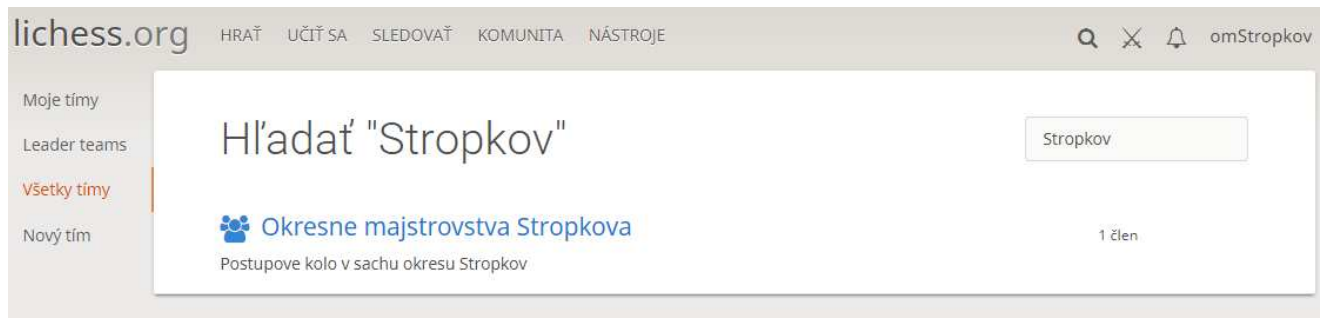 lichess.org HRAŤ UČIŤ SA SLEDOVAŤ KOMUNITA NÁSTROJE omStropkov
Moje tímy
Leader teams
Všetky tímy
Nový tím
Hľadať "Stropkov"
Stropkov
Okresne majstrovstva Stropkova
1 člen
Postupove kolo v sachu okresu Stropkov